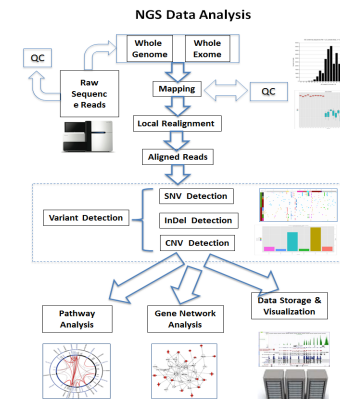 NGS Data Analysis
Whole
Genome
Whole
Exome
QC
Raw
Sequenc
e Reads
Mapping
QC
Local Realignment
Aligned Reads
SNV Detection
Variant Detection
InDel Detection
CNV Detection
Pathway
Analysis
Gene Network
Analysis
Data Storage &
Visualization